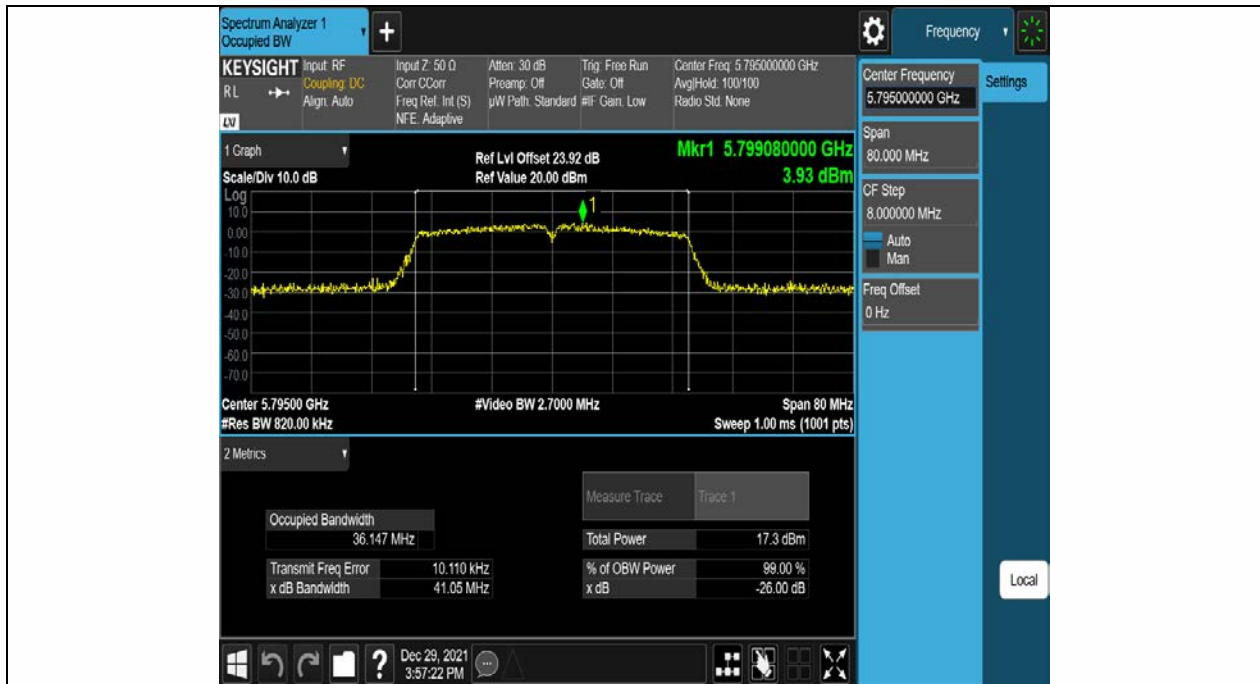 Spectrum Analyzer 1
Occupied BW
+
Frequency
KEYSIGHT
RL
LXI
Input: RF
Coupling: DC
Align: Auto
Input Z: 50 Ω
Corr CCorr
Freq Ref: Int (S)
NFE: Adaptive
Atten: 30 dB
Preamp: Off
µW Path: Standard
Trig: Free Run
Gate: Off
#IF Gain: Low
Center Freq: 5.795000000 GHz
Avg|Hold: 100/100
Radio Std: None
Center Frequency
5.795000000 GHz
Settings
Span
80.000 MHz
CF Step
8.000000 MHz
Auto
Man
Freq Offset
0 Hz
Local
1 Graph
Scale/Div 10.0 dB
Ref Lvl Offset 23.92 dB
Ref Value 20.00 dBm
Mkr1 5.799080000 GHz
3.93 dBm
Log
10.0
0.00
-10.0
-20.0
-30.0
-40.0
-50.0
-60.0
-70.0
1
Center 5.79500 GHz
#Res BW 820.00 kHz
#Video BW 2.7000 MHz
Span 80 MHz
Sweep 1.00 ms (1001 pts)
2 Metrics
Measure Trace Trace 1
Occupied Bandwidth
36.147 MHz
Total Power 17.3 dBm
Transmit Freq Error 10.110 kHz
% of OBW Power 99.00 %
x dB Bandwidth 41.05 MHz
x dB -26.00 dB
?
Dec 29, 2021
3:57:22 PM